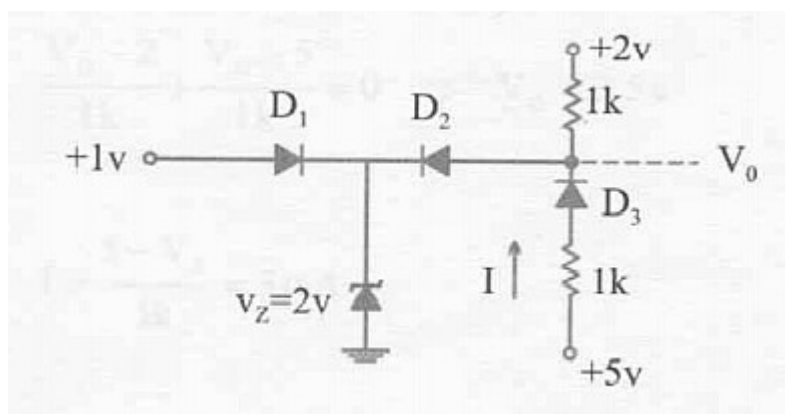 +2v
1k
D₁
D₂
+1v
V₀
D₃
I
1k
v_Z=2v
+5v